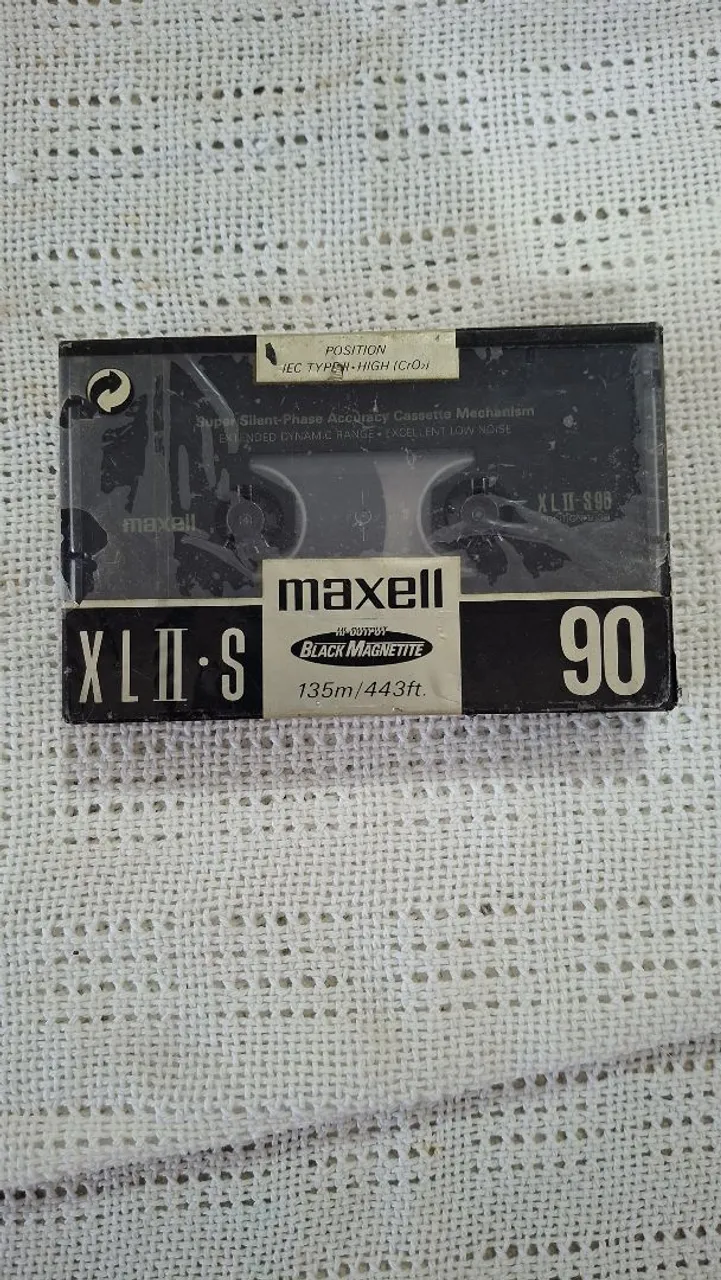 POSITION
IEC TYPE II • HIGH (CrO₂)
Super Silent-Phase Accuracy Cassette Mechanism
EXTENDED DYNAMIC RANGE • EXCELLENT LOW NOISE
XLII-S90
maxell
maxell
XLII•S
HI-OUTPUT
BLACK MAGNETITE
135m/443ft.
90